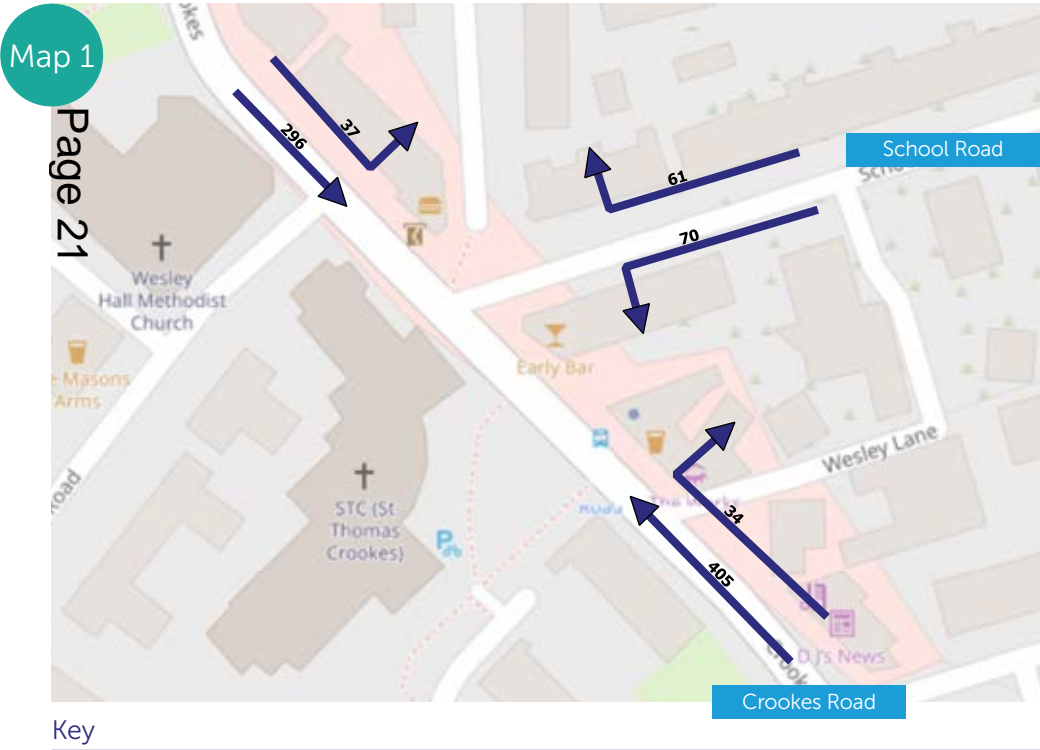 Map 1
Page 21
37
296
61
School Road
70
Wesley
Hall Methodist
Church
Early Bar
Masons
Arms
Wesley Lane
34
STC (St
Thomas
Crookes)
P
405
D J's News
Crookes Road
Key